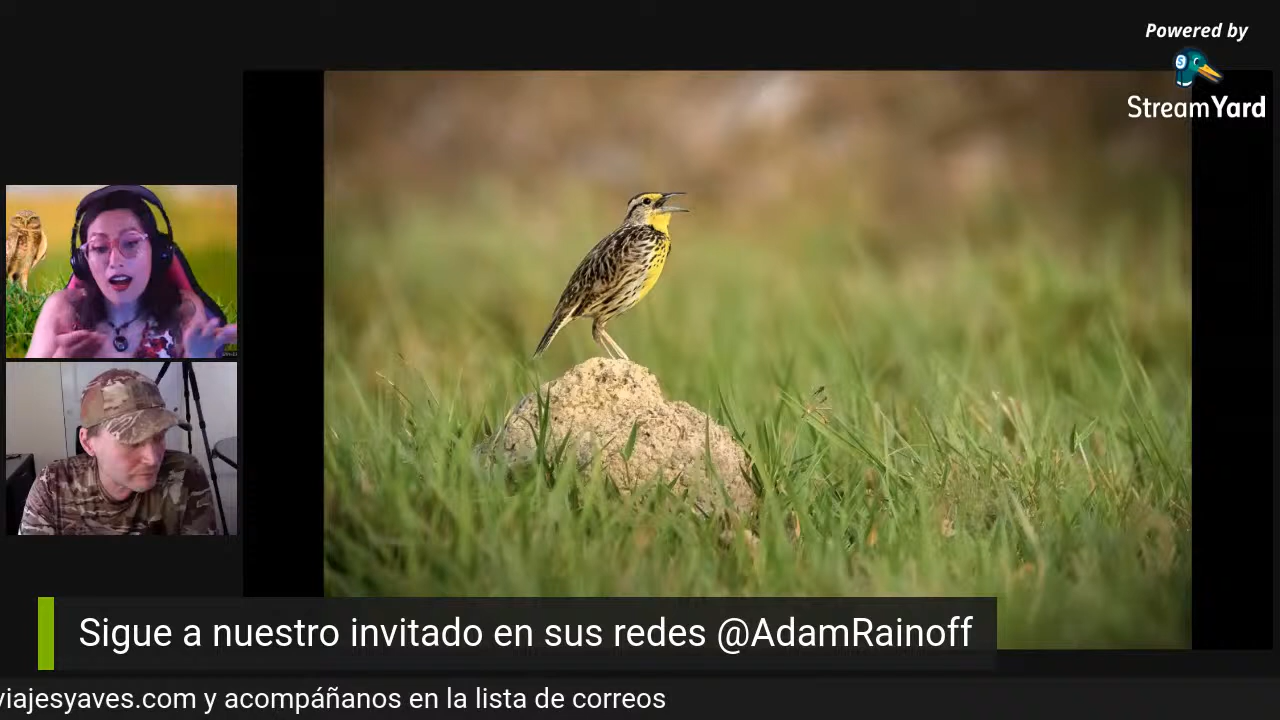 Powered by
StreamYard
Sigue a nuestro invitado en sus redes @AdamRainoff
viajesyaves.com y acompáñanos en la lista de correos